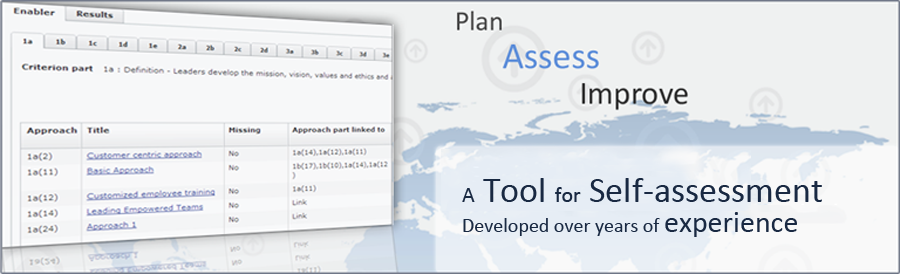 Enabler Results
1a 1b 1c 1d 1e 2a 2b 2c 2d 3a 3b 3c 3d 3e
Criterion part 1a : Definition - Leaders develop the mission, vision, values and ethics and
Approach Title Missing Approach part linked to
1a(2) Customer centric approach No 1a(14),1a(12),1a(11)
1a(11) Basic Approach No 1b(17),1b(10),1a(14),1a(12
)
1a(12) Customized employee training No 1a(11)
1a(14) Leading Empowered Teams No Link
1a(24) Approach 1 No Link
Plan
Assess
Improve
A Tool for Self-assessment
Developed over years of experience